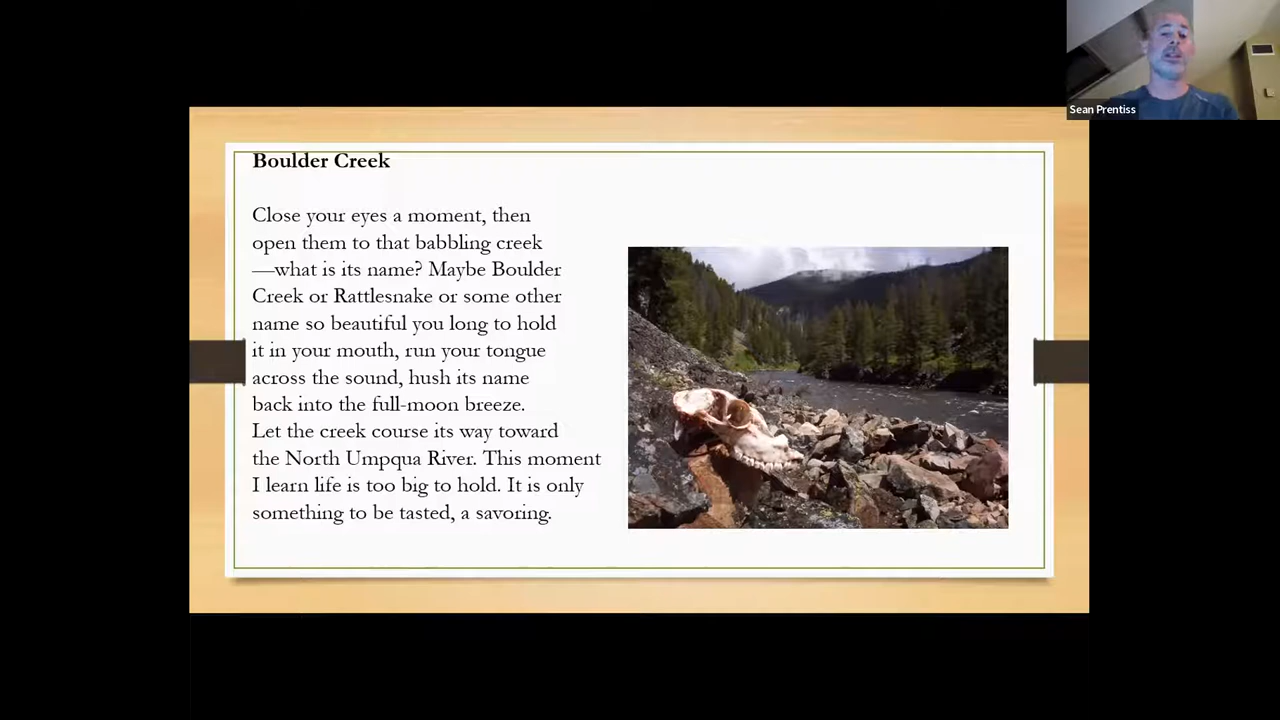 Sean Prentiss
Boulder Creek
Close your eyes a moment, then
open them to that babbling creek
—what is its name? Maybe Boulder
Creek or Rattlesnake or some other
name so beautiful you long to hold
it in your mouth, run your tongue
across the sound, hush its name
back into the full-moon breeze.
Let the creek course its way toward
the North Umpqua River. This moment
I learn life is too big to hold. It is only
something to be tasted, a savoring.